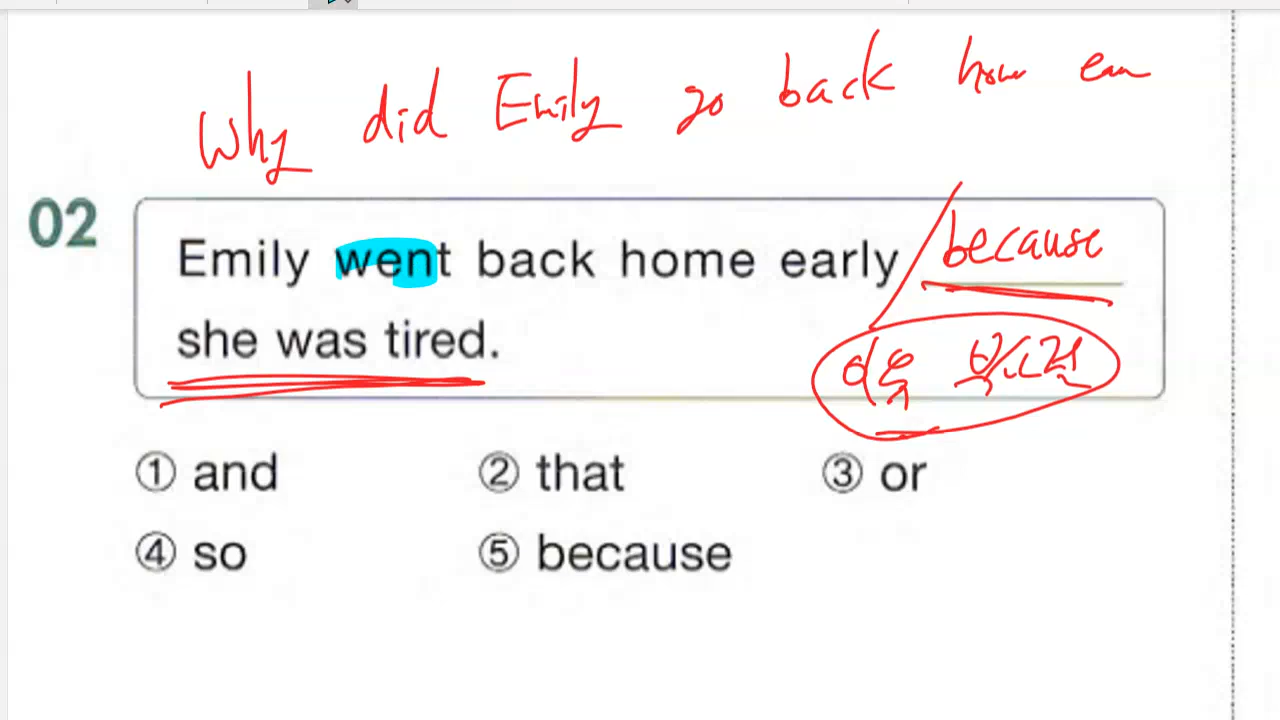 Why did Emily go back home
02
Emily went back home early because
she was tired.
① and ② that ③ or
④ so ⑤ because